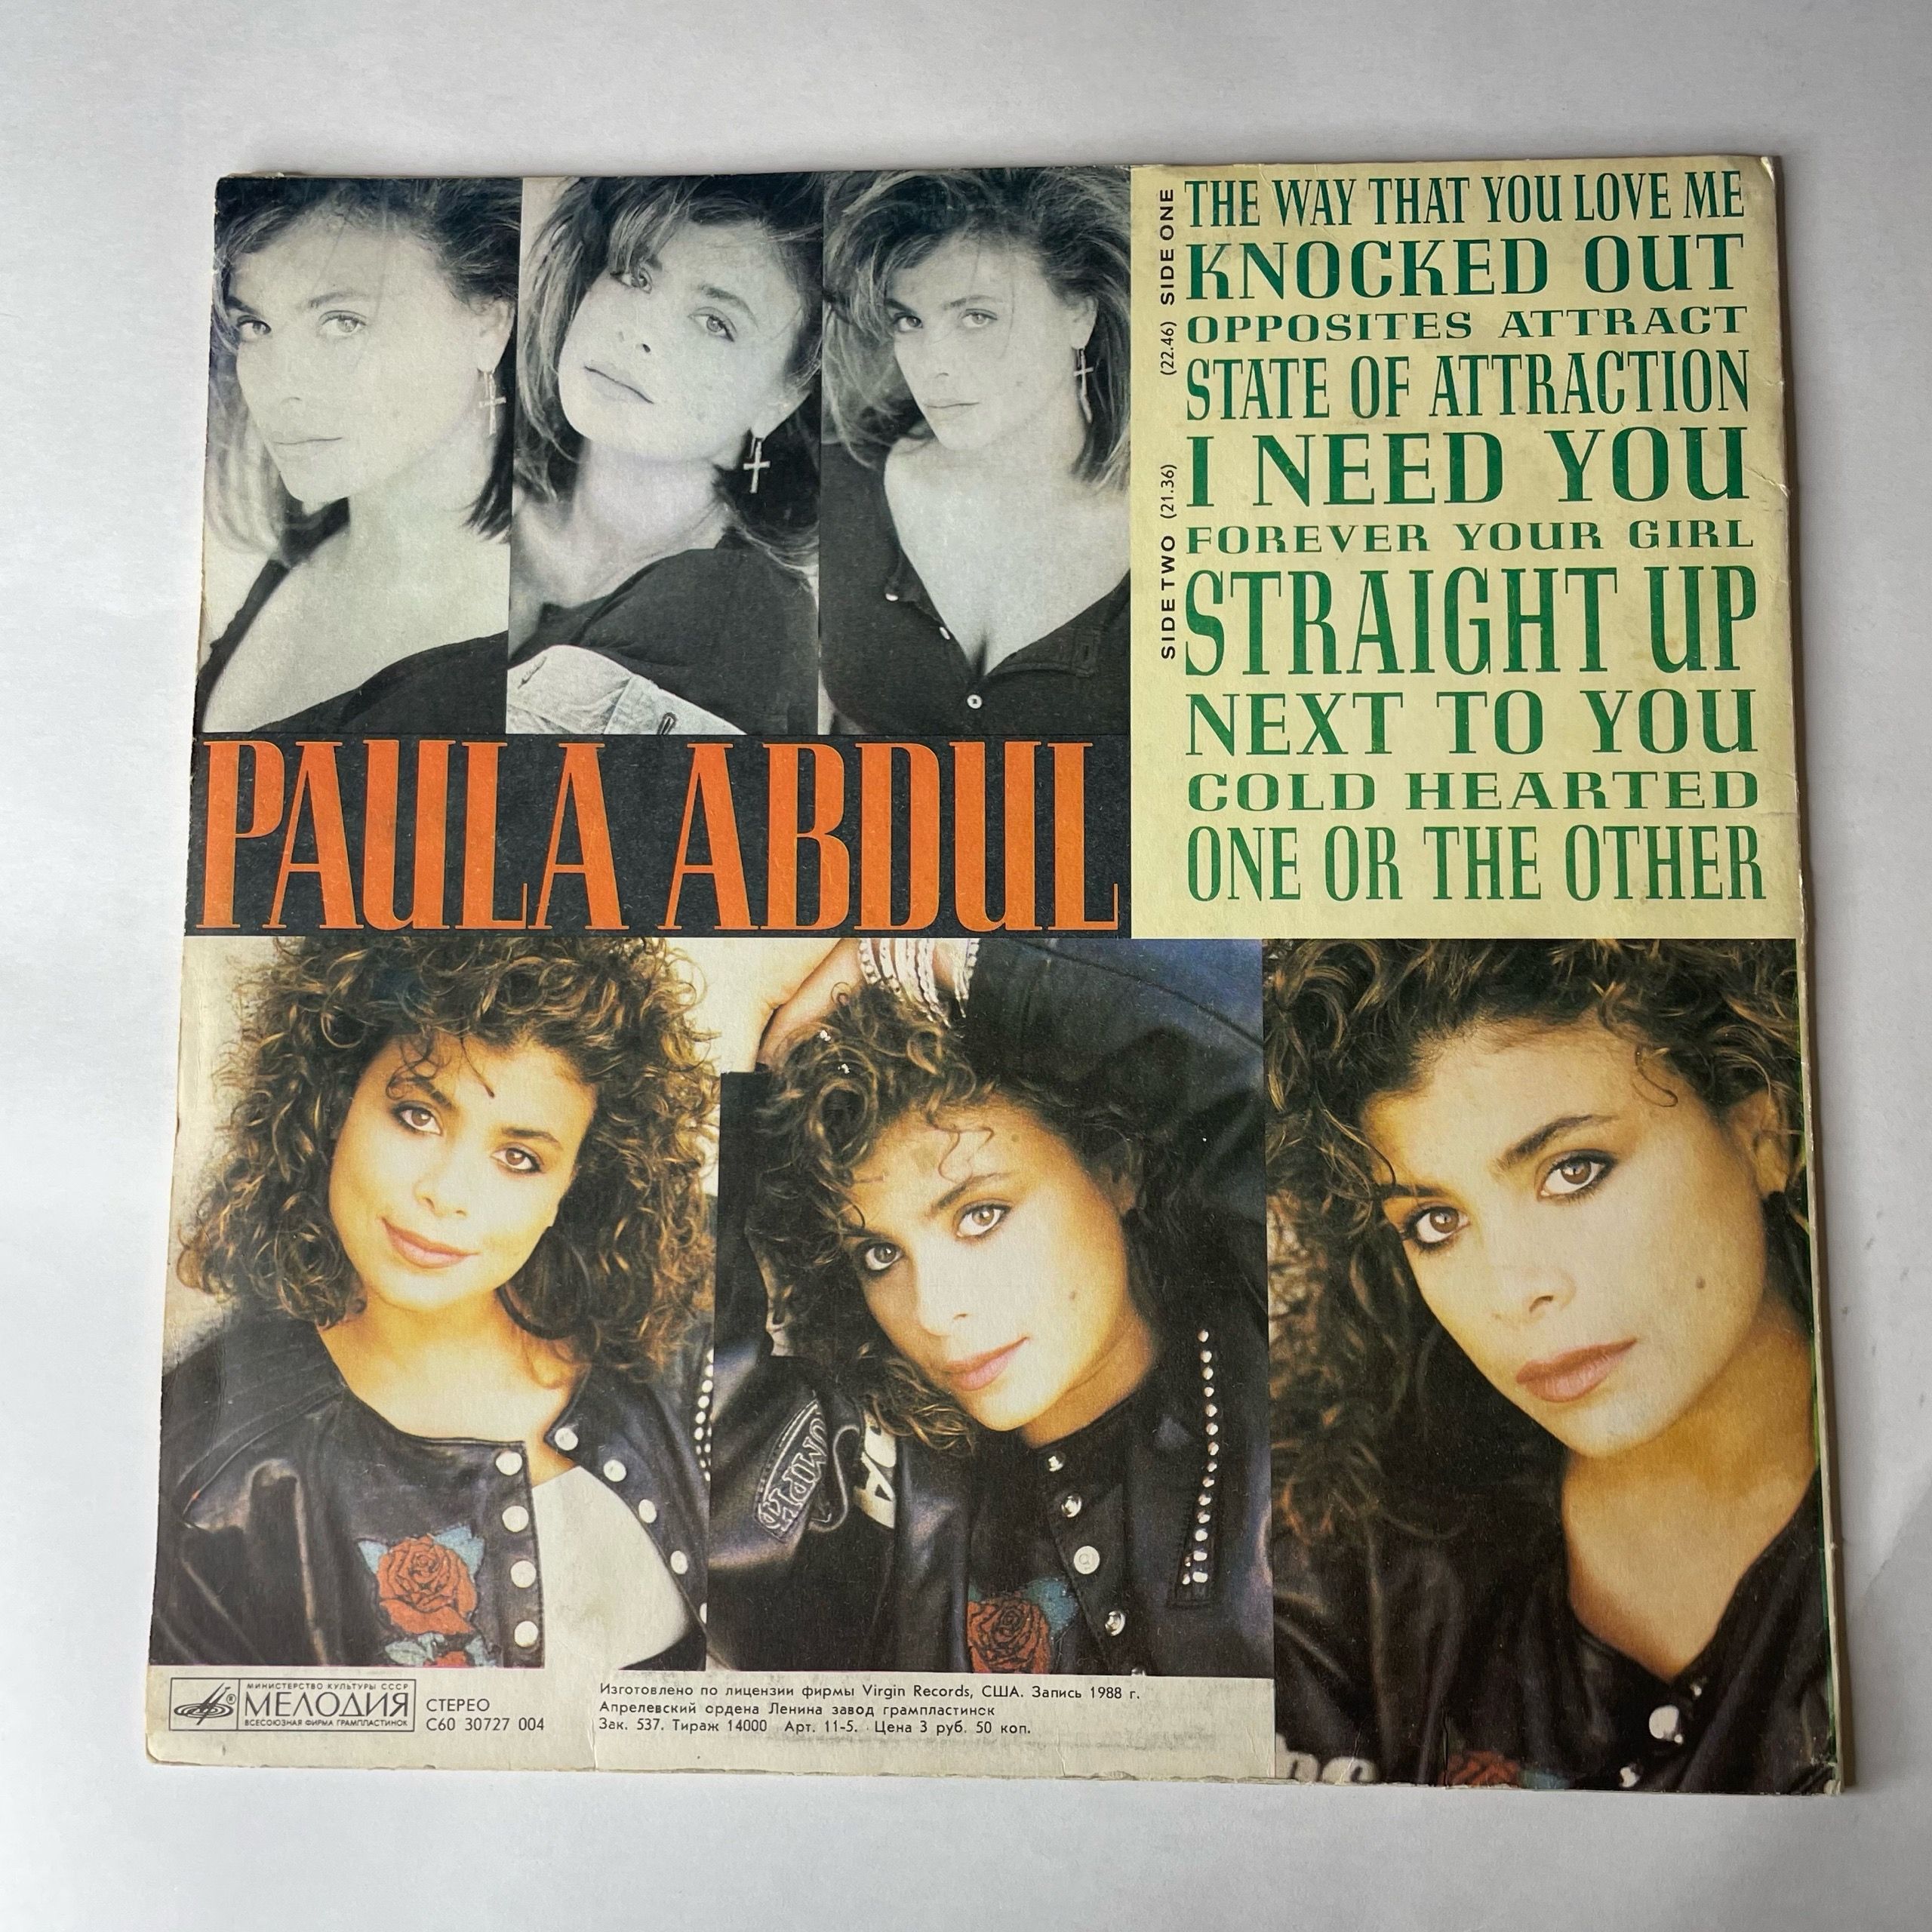 SIDE ONE (22.46)
THE WAY THAT YOU LOVE ME
KNOCKED OUT
OPPOSITES ATTRACT
STATE OF ATTRACTION
I NEED YOU
SIDE TWO (21.36)
FOREVER YOUR GIRL
STRAIGHT UP
NEXT TO YOU
COLD HEARTED
ONE OR THE OTHER
PAULA ABDUL
МИНИСТЕРСТВО КУЛЬТУРЫ СССР
® МЕЛОДИЯ
ВСЕСОЮЗНАЯ ФИРМА ГРАМПЛАСТИНОК
СТЕРЕО
С60 30727 004
Изготовлено по лицензии фирмы Virgin Records, США. Запись 1988 г.
Апрелевский ордена Ленина завод грампластинок
Зак. 537. Тираж 14000 Арт. 11-5. Цена 3 руб. 50 коп.